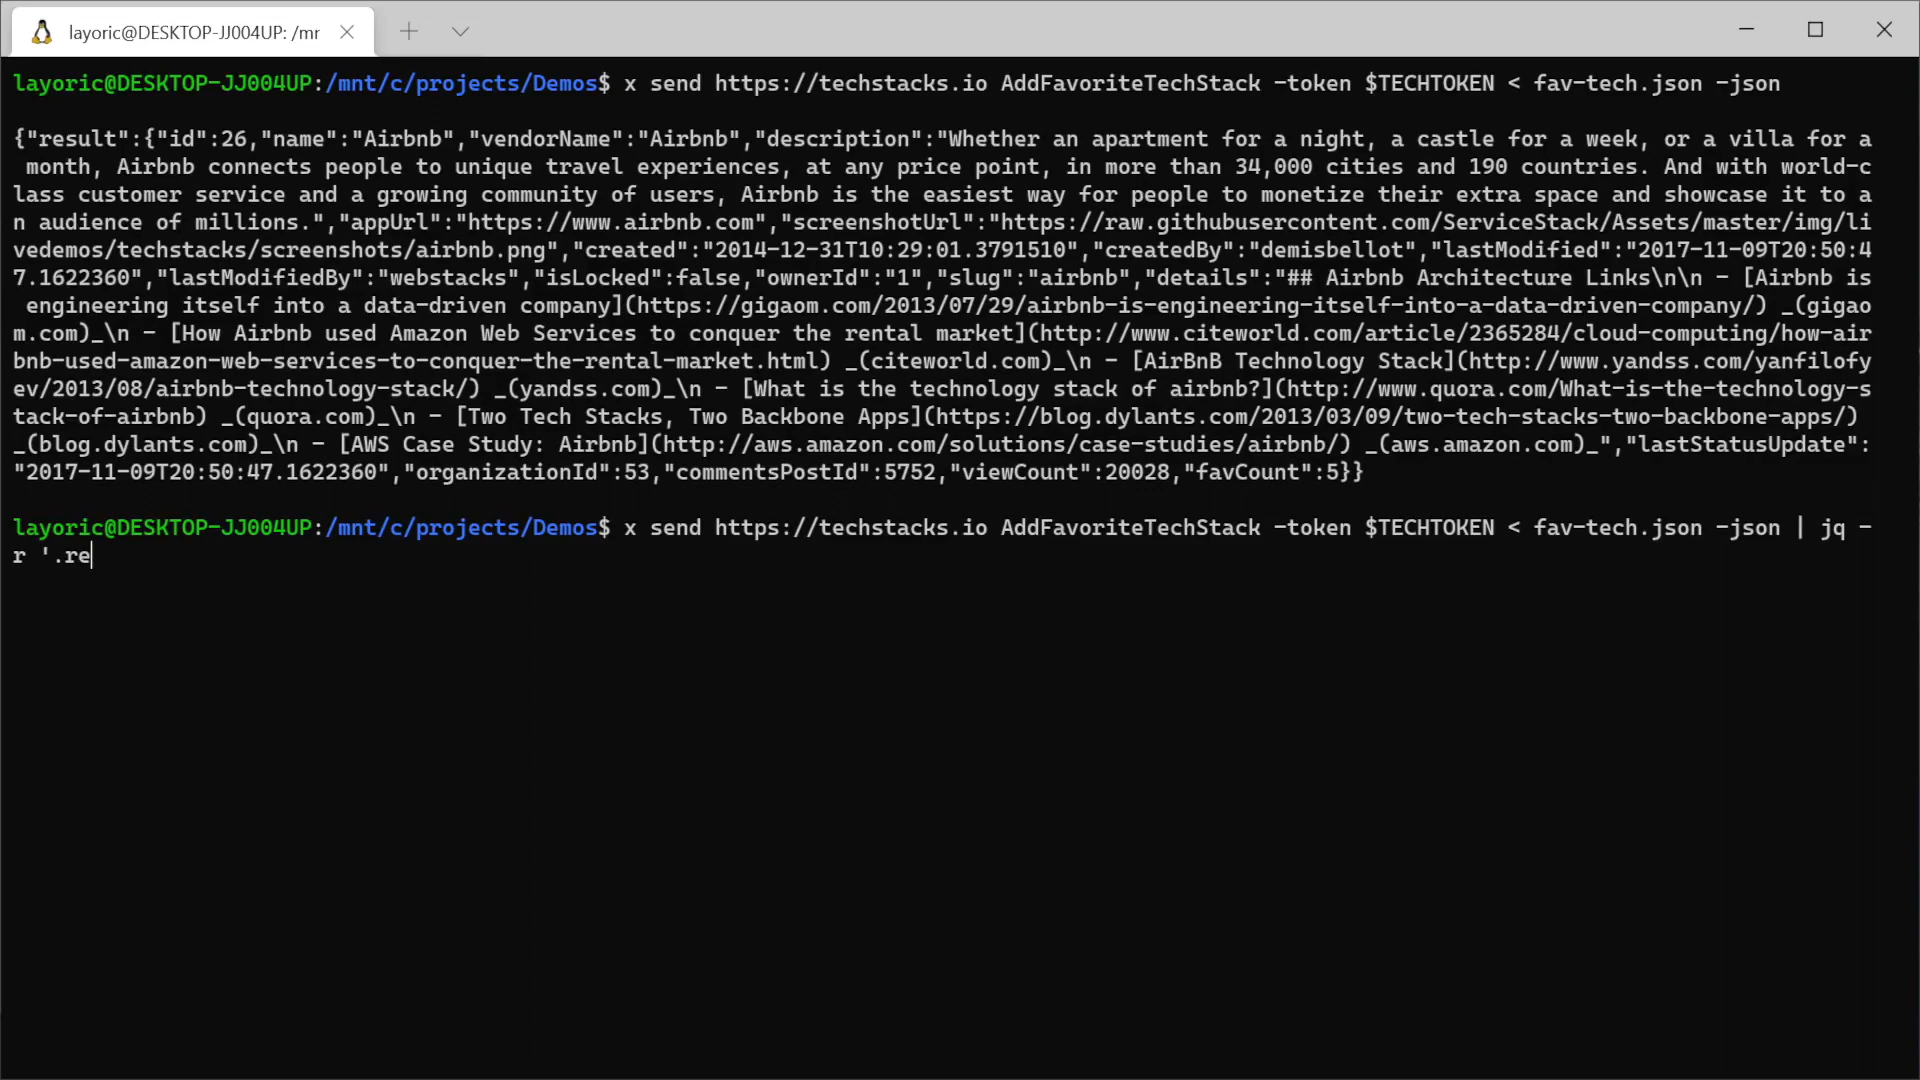 layoric@DESKTOP-JJ004UP: /mr
layoric@DESKTOP-JJ004UP:/mnt/c/projects/Demos$ x send https://techstacks.io AddFavoriteTechStack -token $TECHTOKEN < fav-tech.json -json
{"result":{"id":26,"name":"Airbnb","vendorName":"Airbnb","description":"Whether an apartment for a night, a castle for a week, or a villa for a
 month, Airbnb connects people to unique travel experiences, at any price point, in more than 34,000 cities and 190 countries. And with world-c
lass customer service and a growing community of users, Airbnb is the easiest way for people to monetize their extra space and showcase it to a
n audience of millions.","appUrl":"https://www.airbnb.com","screenshotUrl":"https://raw.githubusercontent.com/ServiceStack/Assets/master/img/li
vedemos/techstacks/screenshots/airbnb.png","created":"2014-12-31T10:29:01.3791510","createdBy":"demisbellot","lastModified":"2017-11-09T20:50:4
7.1622360","lastModifiedBy":"webstacks","isLocked":false,"ownerId":"1","slug":"airbnb","details":"## Airbnb Architecture Links\n\n - [Airbnb is
 engineering itself into a data-driven company](https://gigaom.com/2013/07/29/airbnb-is-engineering-itself-into-a-data-driven-company/) _(gigao
m.com)_\n - [How Airbnb used Amazon Web Services to conquer the rental market](http://www.citeworld.com/article/2365284/cloud-computing/how-air
bnb-used-amazon-web-services-to-conquer-the-rental-market.html) _(citeworld.com)_\n - [AirBnB Technology Stack](http://www.yandss.com/yanfilofy
ev/2013/08/airbnb-technology-stack/) _(yandss.com)_\n - [What is the technology stack of airbnb?](http://www.quora.com/What-is-the-technology-s
tack-of-airbnb) _(quora.com)_\n - [Two Tech Stacks, Two Backbone Apps](https://blog.dylants.com/2013/03/09/two-tech-stacks-two-backbone-apps/)
_(blog.dylants.com)_\n - [AWS Case Study: Airbnb](http://aws.amazon.com/solutions/case-studies/airbnb/) _(aws.amazon.com)_","lastStatusUpdate":
"2017-11-09T20:50:47.1622360","organizationId":53,"commentsPostId":5752,"viewCount":20028,"favCount":5}}
layoric@DESKTOP-JJ004UP:/mnt/c/projects/Demos$ x send https://techstacks.io AddFavoriteTechStack -token $TECHTOKEN < fav-tech.json -json | jq -
r '.re